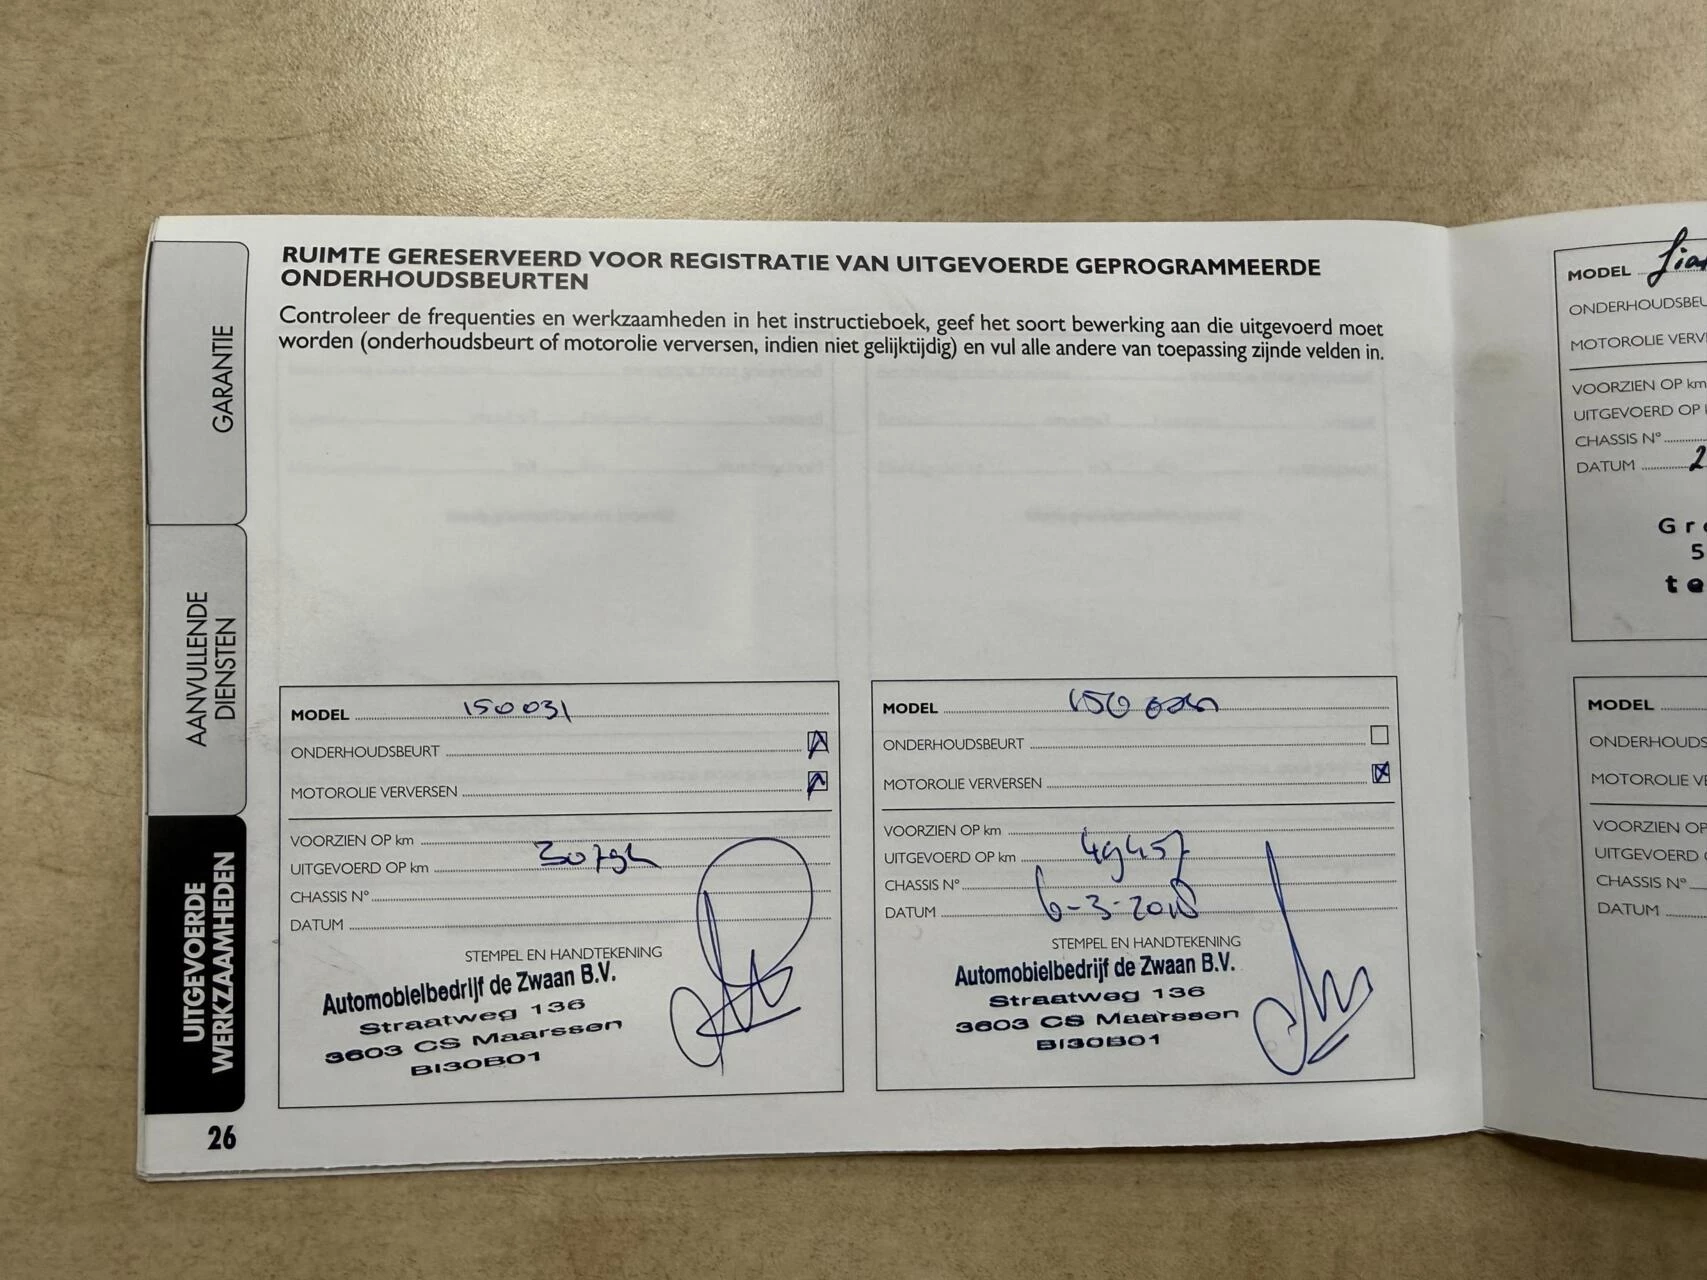 GARANTIE
AANVULLENDE
DIENSTEN
UITGEVOERDE
WERKZAAMHEDEN
26
RUIMTE GERESERVEERD VOOR REGISTRATIE VAN UITGEVOERDE GEPROGRAMMEERDE
ONDERHOUDSBEURTEN
Controleer de frequenties en werkzaamheden in het instructieboek, geef het soort bewerking aan die uitgevoerd moet
worden (onderhoudsbeurt of motorolie verversen, indien niet gelijktijdig) en vul alle andere van toepassing zijnde velden in.
MODEL 150031
ONDERHOUDSBEURT
MOTOROLIE VERVERSEN
VOORZIEN OP km
UITGEVOERD OP km
CHASSIS N°
DATUM
STEMPEL EN HANDTEKENING
Automobielbedrijf de Zwaan B.V.
Straatweg 136
3603 CS Maarssen
BI30B01
MODEL
ONDERHOUDSBEURT
MOTOROLIE VERVERSEN
VOORZIEN OP km
UITGEVOERD OP km 49457
CHASSIS N°
DATUM 6-3-2018
STEMPEL EN HANDTEKENING
Automobielbedrijf de Zwaan B.V.
Straatweg 136
3603 CS Maarssen
BI30B01
MODEL
ONDERHOUDSBEU
MOTOROLIE VERV
VOORZIEN OP km
UITGEVOERD OP
CHASSIS N°
DATUM 2
Gr
5
te
MODEL
ONDERHOUDS
MOTOROLIE VE
VOORZIEN OP
UITGEVOERD
CHASSIS N°
DATUM